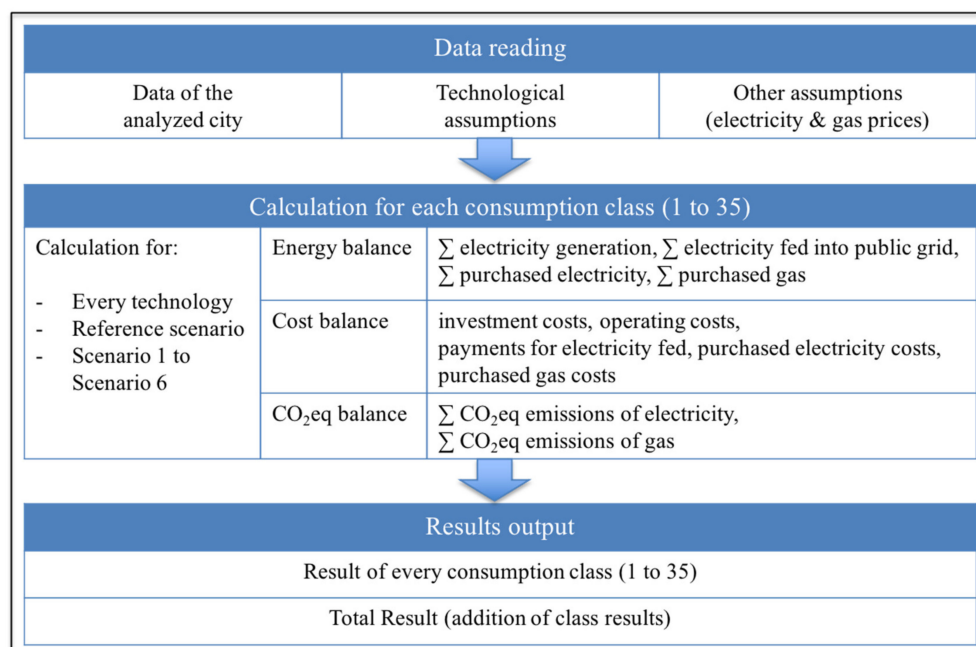 Data reading
Data of the
analyzed city
Technological
assumptions
Other assumptions
(electricity & gas prices)
Calculation for each consumption class (1 to 35)
Calculation for:
- Every technology
- Reference scenario
- Scenario 1 to
Scenario 6
Energy balance
∑ electricity generation, ∑ electricity fed into public grid,
∑ purchased electricity, ∑ purchased gas
Cost balance
investment costs, operating costs,
payments for electricity fed, purchased electricity costs,
purchased gas costs
CO₂eq balance
∑ CO₂eq emissions of electricity,
∑ CO₂eq emissions of gas
Results output
Result of every consumption class (1 to 35)
Total Result (addition of class results)